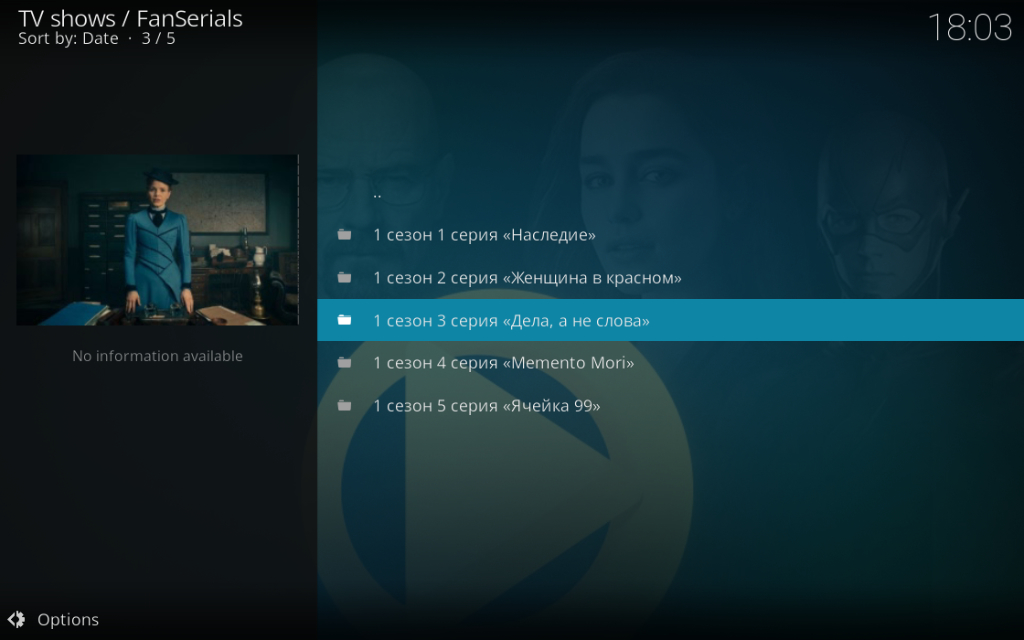 TV shows / FanSerials
Sort by: Date · 3 / 5
18:03
..
1 сезон 1 серия «Наследие»
1 сезон 2 серия «Женщина в красном»
1 сезон 3 серия «Дела, а не слова»
1 сезон 4 серия «Memento Mori»
1 сезон 5 серия «Ячейка 99»
No information available
Options